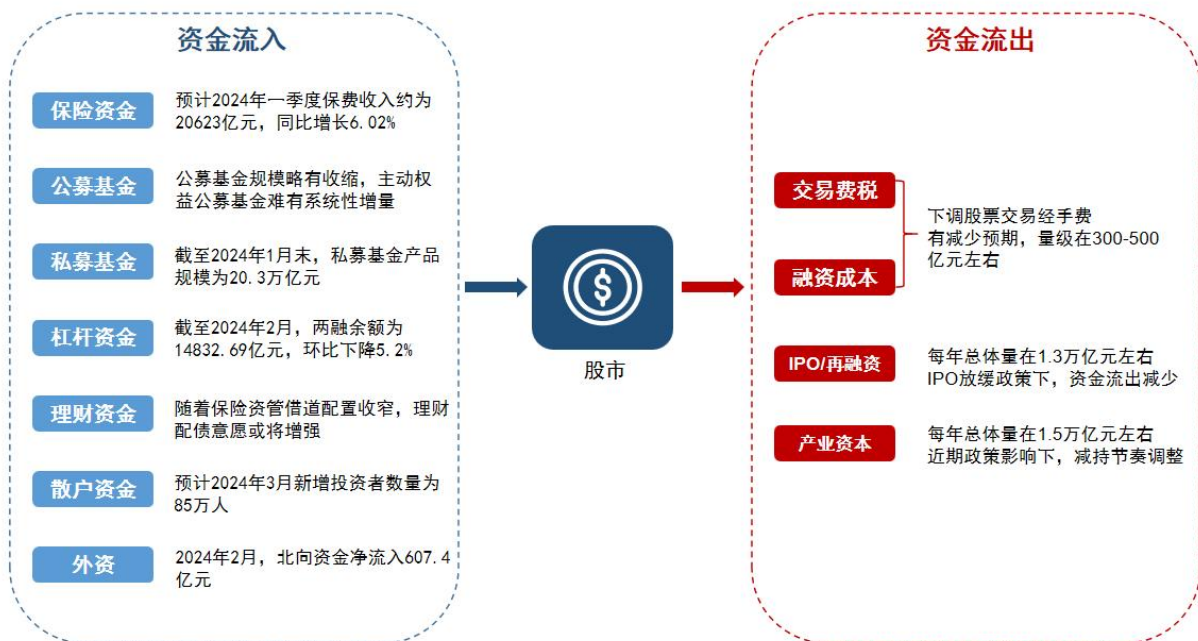 资金流入
保险资金
预计2024年一季度保费收入约为
20623亿元，同比增长6.02%
公募基金
公募基金规模略有收缩，主动权
益公募基金难有系统性增量
私募基金
截至2024年1月末，私募基金产品
规模为20.3万亿元
杠杆资金
截至2024年2月，两融余额为
14832.69亿元，环比下降5.2%
理财资金
随着保险资管借道配置收窄，理财
配债意愿或将增强
散户资金
预计2024年3月新增投资者数量为
85万人
外资
2024年2月，北向资金净流入607.4
亿元
股市
资金流出
交易费税
融资成本
下调股票交易经手费
有减少预期，量级在300-500
亿元左右
IPO/再融资
每年总体量在1.3万亿元左右
IPO放缓政策下，资金流出减少
产业资本
每年总体量在1.5万亿元左右
近期政策影响下，减持节奏调整